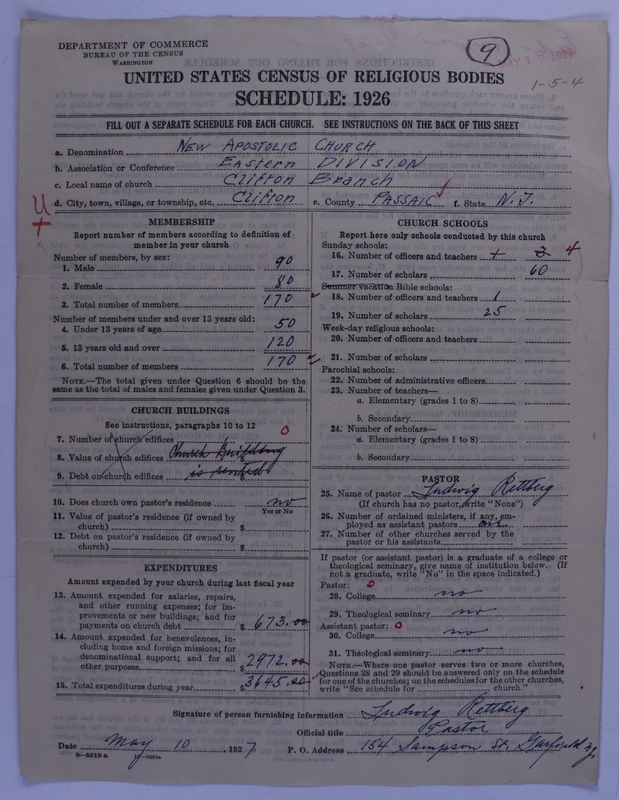 DEPARTMENT OF COMMERCE
BUREAU OF THE CENSUS
WASHINGTON
9
1-5-4
UNITED STATES CENSUS OF RELIGIOUS BODIES
SCHEDULE: 1926
FILL OUT A SEPARATE SCHEDULE FOR EACH CHURCH. SEE INSTRUCTIONS ON THE BACK OF THIS SHEET
a. Denomination New Apostolic Church
b. Association or Conference Eastern Division
c. Local name of church Clifton Branch
d. City, town, village, or township, etc. Clifton e. County Passaic f. State N.J.
MEMBERSHIP
Report number of members according to definition of
member in your church
Number of members, by sex:
1. Male 90
2. Female 80
3. Total number of members 170
Number of members under and over 13 years old:
4. Under 13 years of age 50
5. 13 years old and over 120
6. Total number of members 170
NOTE.—The total given under Question 6 should be the
same as the total of males and females given under Question 3.
CHURCH BUILDINGS
See instructions, paragraphs 10 to 12
7. Number of church edifices 0
8. Value of church edifices Church Building $
9. Debt on church edifices is rented $
10. Does church own pastor's residence no
Yes or No
11. Value of pastor's residence (if owned by
church) $
12. Debt on pastor's residence (if owned by
church) $
EXPENDITURES
Amount expended by your church during last fiscal year
13. Amount expended for salaries, repairs,
and other running expenses; for im-
provements or new buildings; and for
payments on church debt $ 673.00
14. Amount expended for benevolences, in-
cluding home and foreign missions; for
denominational support; and for all
other purposes $ 2972.00
15. Total expenditures during year $ 3645.00
CHURCH SCHOOLS
Report here only schools conducted by this church
Sunday schools:
16. Number of officers and teachers 1 3 4
17. Number of scholars 60
Summer vacation Bible schools:
18. Number of officers and teachers 1
19. Number of scholars 25
Week-day religious schools:
20. Number of officers and teachers
21. Number of scholars
Parochial schools:
22. Number of administrative officers
23. Number of teachers—
a. Elementary (grades 1 to 8)
b. Secondary
24. Number of scholars—
a. Elementary (grades 1 to 8)
b. Secondary
PASTOR
25. Name of pastor Ludwig Rettberg
(If church has no pastor, write "None")
26. Number of ordained ministers, if any, em-
ployed as assistant pastors
27. Number of other churches served by the
pastor or his assistants
If pastor (or assistant pastor) is a graduate of a college or
theological seminary, give name of institution below. (If
not a graduate, write "No" in the space indicated.)
Pastor: 0
28. College no
29. Theological seminary no
Assistant pastor: 0
30. College no
31. Theological seminary no
NOTE.—Where one pastor serves two or more churches,
Questions 28 and 29 should be answered only on the schedule
for one of the churches; on the schedules for the other churches,
write "See schedule for church."
Signature of person furnishing information Ludwig Rettberg
Official title Pastor
Date May 10, 1927. P. O. Address 154 Sampson St. Garfield NJ
8—5518 a